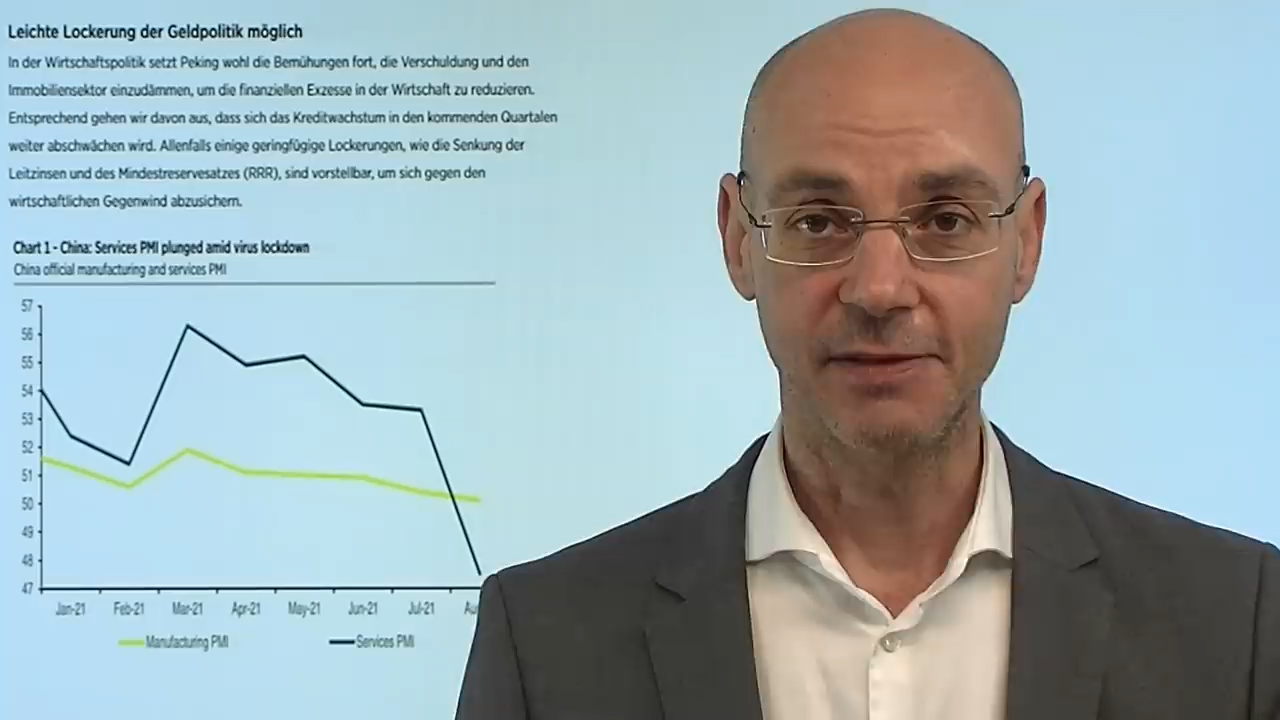 Leichte Lockerung der Geldpolitik möglich
In der Wirtschaftspolitik setzt Peking wohl die Bemühungen fort, die Verschuldung und den
Immobiliensektor einzudämmen, um die finanziellen Exzesse in der Wirtschaft zu reduzieren.
Entsprechend gehen wir davon aus, dass sich das Kreditwachstum in den kommenden Quartalen
weiter abschwächen wird. Allenfalls einige geringfügige Lockerungen, wie die Senkung der
Leitzinsen und des Mindestreservesatzes (RRR), sind vorstellbar, um sich gegen den
wirtschaftlichen Gegenwind abzusichern.
Chart 1 - China: Services PMI plunged amid virus lockdown
China official manufacturing and services PMI
57
56
55
54
53
52
51
50
49
48
47
Jan-21 Feb-21 Mar-21 Apr-21 May-21 Jun-21 Jul-21 Au
Manufacturing PMI Services PMI